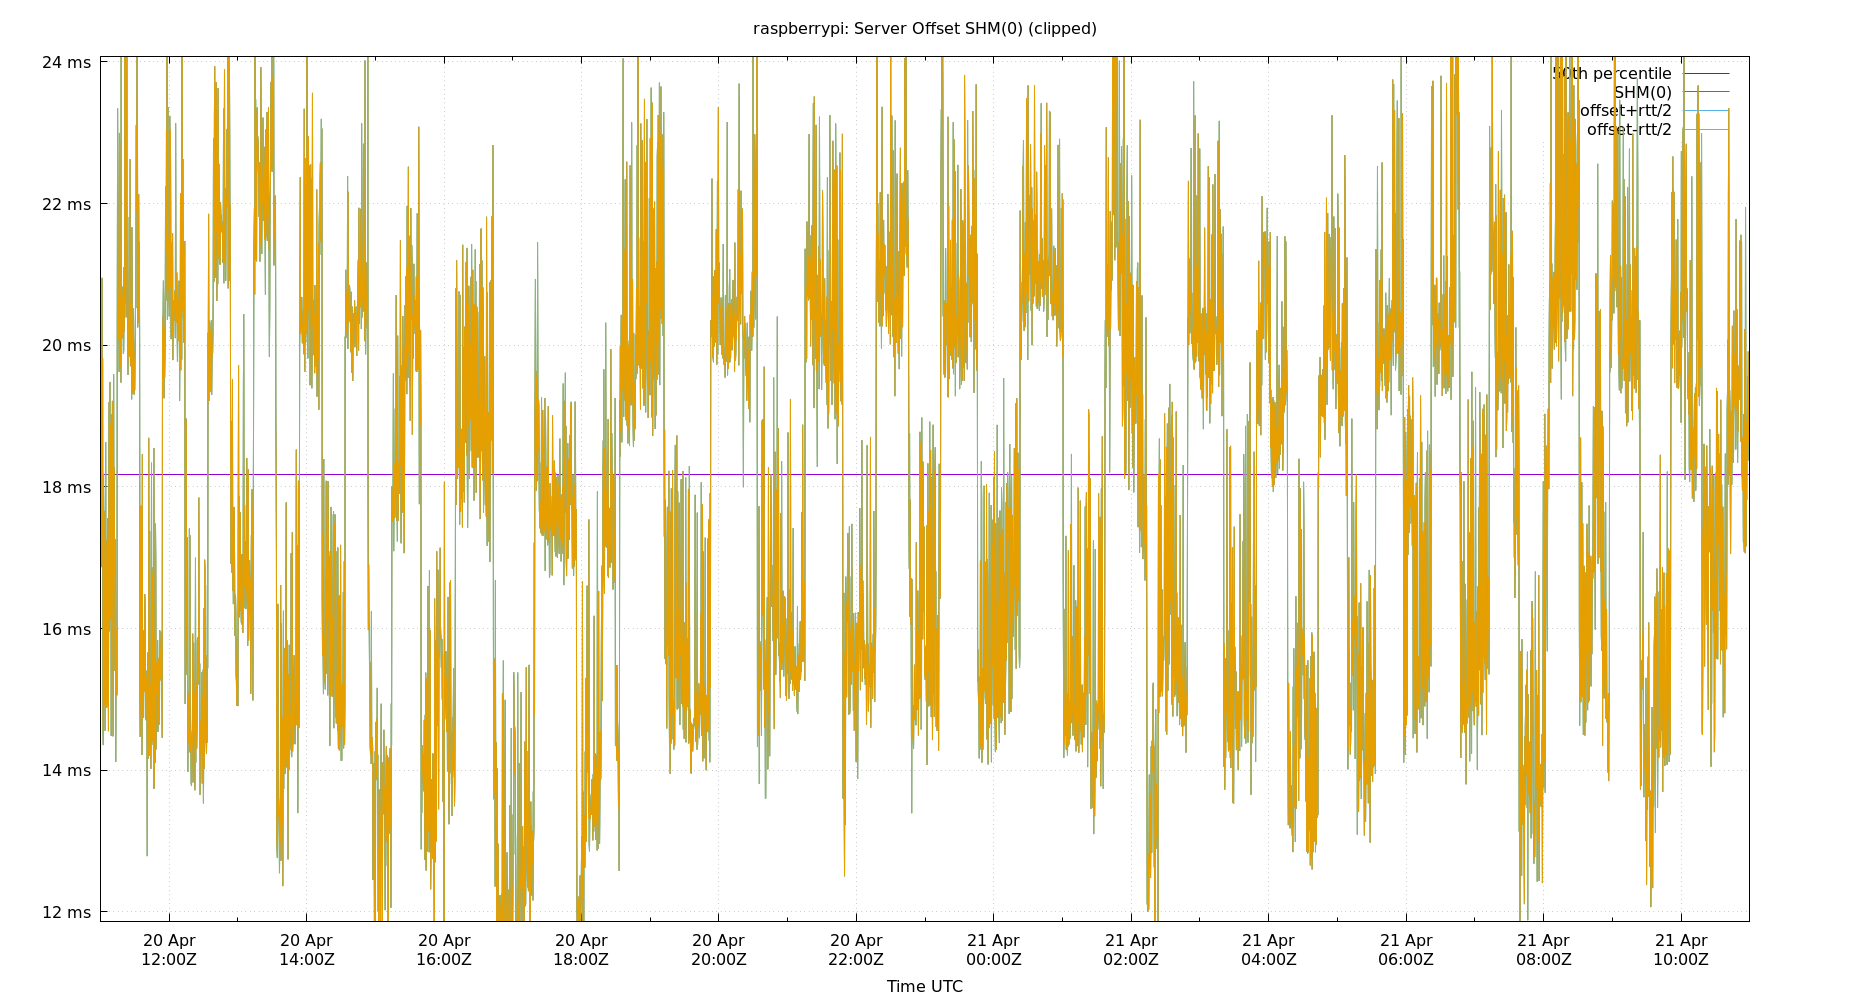 raspberrypi: Server Offset SHM(0) (clipped)
24 ms
22 ms
20 ms
18 ms
16 ms
14 ms
12 ms
50th percentile
SHM(0)
offset+rtt/2
offset-rtt/2
20 Apr 20 Apr 20 Apr 20 Apr 20 Apr 20 Apr 21 Apr 21 Apr 21 Apr 21 Apr 21 Apr 21 Apr
12:00Z 14:00Z 16:00Z 18:00Z 20:00Z 22:00Z 00:00Z 02:00Z 04:00Z 06:00Z 08:00Z 10:00Z
Time UTC